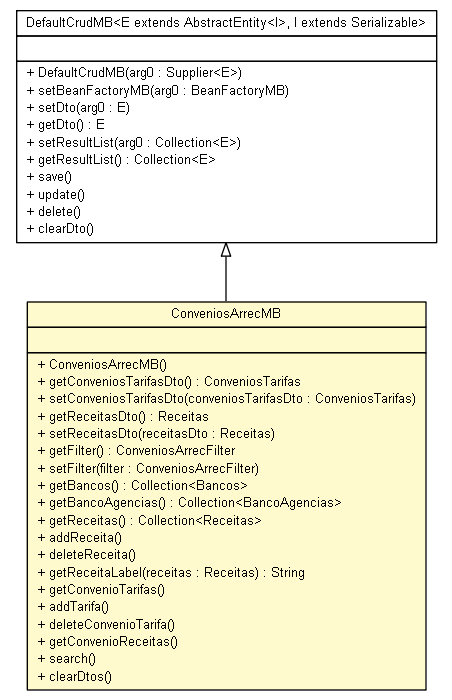 DefaultCrudMB<E extends AbstractEntity<I>, I extends Serializable>
+ DefaultCrudMB(arg0 : Supplier<E>)
+ setBeanFactoryMB(arg0 : BeanFactoryMB)
+ setDto(arg0 : E)
+ getDto() : E
+ setResultList(arg0 : Collection<E>)
+ getResultList() : Collection<E>
+ save()
+ update()
+ delete()
+ clearDto()
ConveniosArrecMB
+ ConveniosArrecMB()
+ getConveniosTarifasDto() : ConveniosTarifas
+ setConveniosTarifasDto(conveniosTarifasDto : ConveniosTarifas)
+ getReceitasDto() : Receitas
+ setReceitasDto(receitasDto : Receitas)
+ getFilter() : ConveniosArrecFilter
+ setFilter(filter : ConveniosArrecFilter)
+ getBancos() : Collection<Bancos>
+ getBancoAgencias() : Collection<BancoAgencias>
+ getReceitas() : Collection<Receitas>
+ addReceita()
+ deleteReceita()
+ getReceitaLabel(receitas : Receitas) : String
+ getConvenioTarifas()
+ addTarifa()
+ deleteConvenioTarifa()
+ getConvenioReceitas()
+ search()
+ clearDtos()